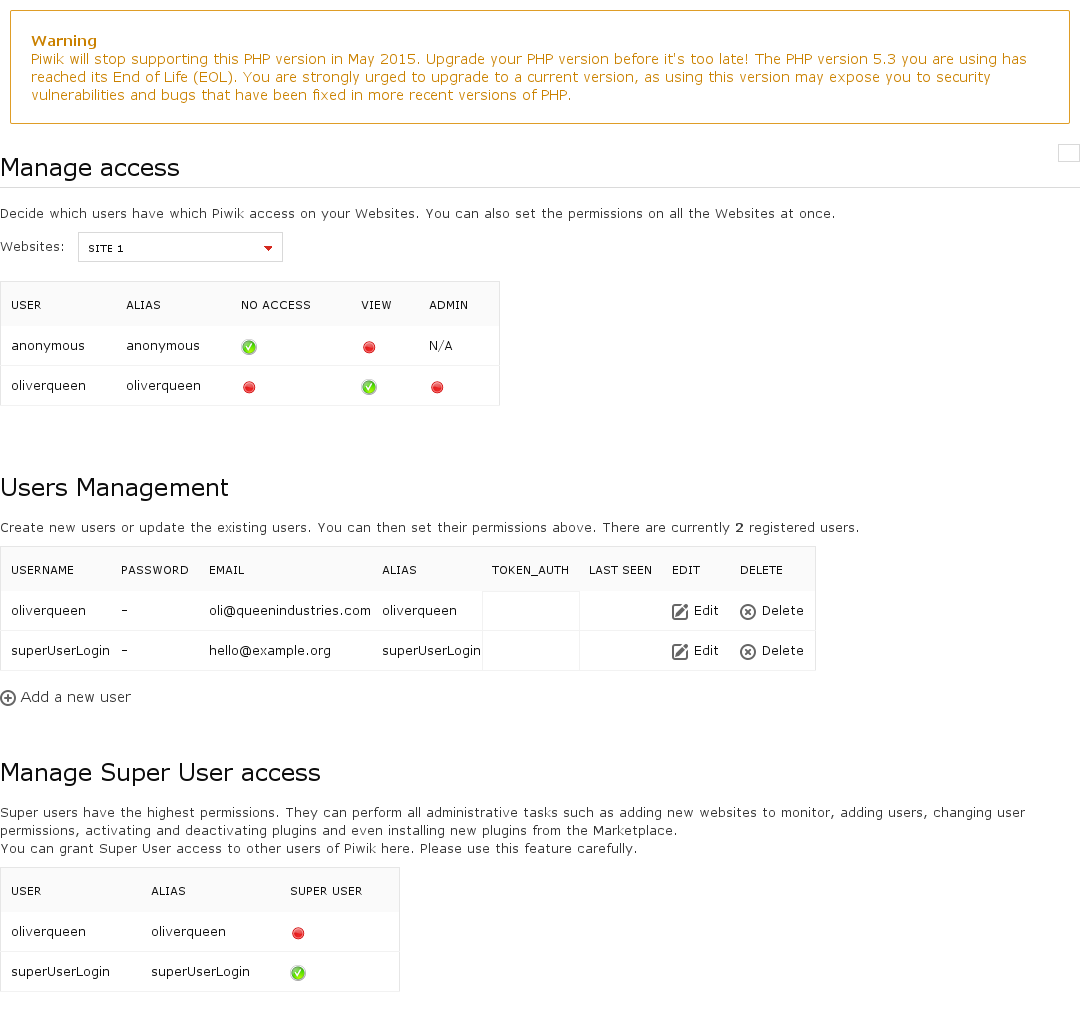 Warning
Piwik will stop supporting this PHP version in May 2015. Upgrade your PHP version before it's too late! The PHP version 5.3 you are using has
reached its End of Life (EOL). You are strongly urged to upgrade to a current version, as using this version may expose you to security
vulnerabilities and bugs that have been fixed in more recent versions of PHP.
Manage access
Decide which users have which Piwik access on your Websites. You can also set the permissions on all the Websites at once.
Websites: SITE 1
USER ALIAS NO ACCESS VIEW ADMIN
anonymous anonymous N/A
oliverqueen oliverqueen
Users Management
Create new users or update the existing users. You can then set their permissions above. There are currently 2 registered users.
USERNAME PASSWORD EMAIL ALIAS TOKEN_AUTH LAST SEEN EDIT DELETE
oliverqueen - oli@queenindustries.com oliverqueen Edit Delete
superUserLogin - hello@example.org superUserLogin Edit Delete
Add a new user
Manage Super User access
Super users have the highest permissions. They can perform all administrative tasks such as adding new websites to monitor, adding users, changing user
permissions, activating and deactivating plugins and even installing new plugins from the Marketplace.
You can grant Super User access to other users of Piwik here. Please use this feature carefully.
USER ALIAS SUPER USER
oliverqueen oliverqueen
superUserLogin superUserLogin